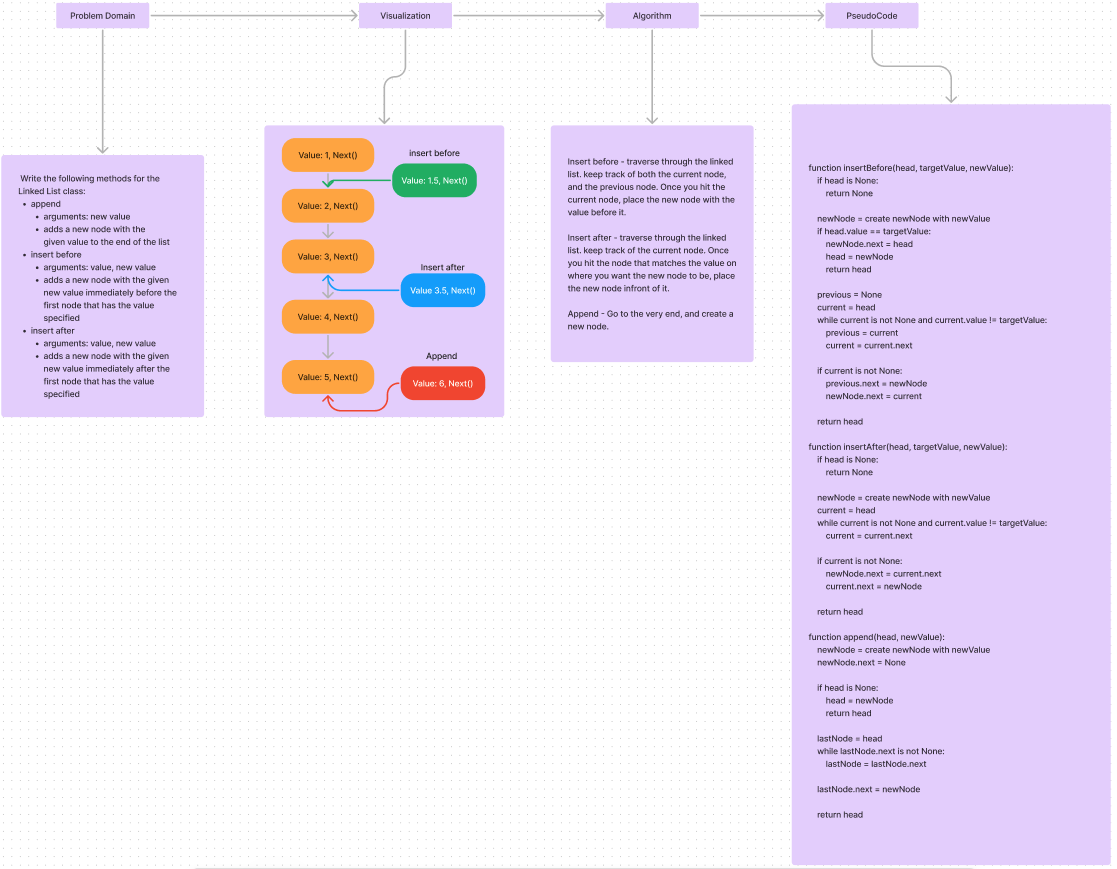 Problem Domain
Visualization
Algorithm
PseudoCode
Write the following methods for the
Linked List class:
• append
• arguments: new value
• adds a new node with the
given value to the end of the list
• insert before
• arguments: value, new value
• adds a new node with the given
new value immediately before the
first node that has the value
specified
• insert after
• arguments: value, new value
• adds a new node with the given
new value immediately after the
first node that has the value
specified
Value: 1, Next()
insert before
Value: 1.5, Next()
Value: 2, Next()
Value: 3, Next()
Insert after
Value 3.5, Next()
Value: 4, Next()
Append
Value: 5, Next()
Value: 6, Next()
Insert before - traverse through the linked
list. keep track of both the current node,
and the previous node. Once you hit the
current node, place the new node with the
value before it.
Insert after - traverse through the linked
list. keep track of the current node. Once
you hit the node that matches the value on
where you want the new node to be, place
the new node infront of it.
Append - Go to the very end, and create a
new node.
function insertBefore(head, targetValue, newValue):
if head is None:
return None
newNode = create newNode with newValue
if head.value == targetValue:
newNode.next = head
head = newNode
return head
previous = None
current = head
while current is not None and current.value != targetValue:
previous = current
current = current.next
if current is not None:
previous.next = newNode
newNode.next = current
return head
function insertAfter(head, targetValue, newValue):
if head is None:
return None
newNode = create newNode with newValue
current = head
while current is not None and current.value != targetValue:
current = current.next
if current is not None:
newNode.next = current.next
current.next = newNode
return head
function append(head, newValue):
newNode = create newNode with newValue
newNode.next = None
if head is None:
head = newNode
return head
lastNode = head
while lastNode.next is not None:
lastNode = lastNode.next
lastNode.next = newNode
return head